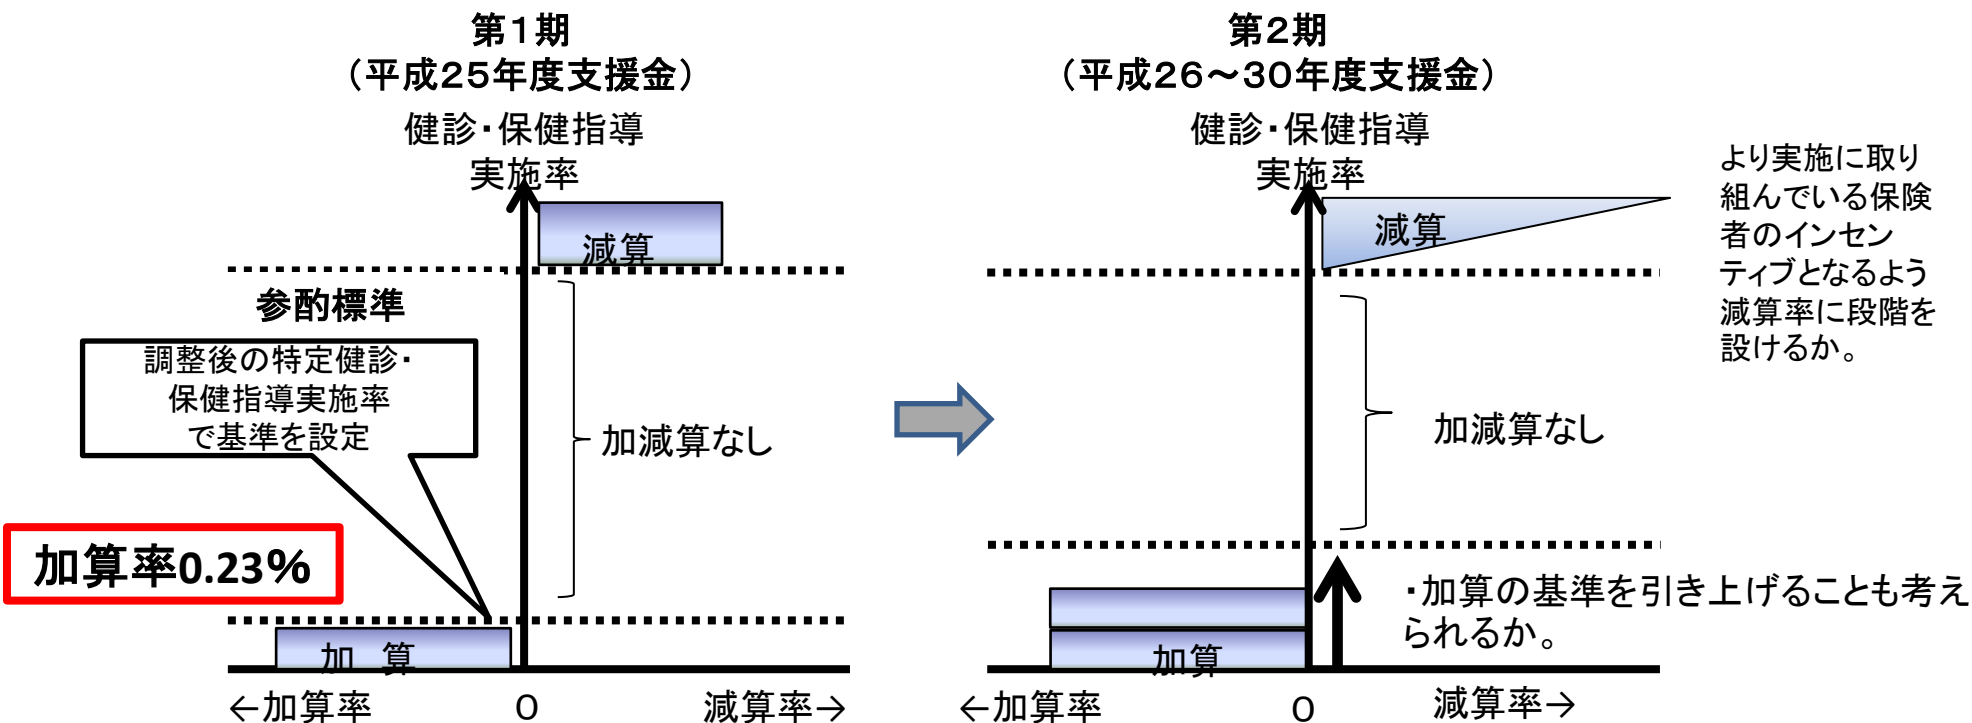 第1期
（平成25年度支援金）
健診・保健指導
実施率
減算
参酌標準
調整後の特定健診・
保健指導実施率
で基準を設定
加減算なし
加算率0.23%
加　算
←加算率
0
減算率→
第2期
（平成26～30年度支援金）
健診・保健指導
実施率
減算
より実施に取り
組んでいる保険
者のインセン
ティブとなるよう
減算率に段階を
設けるか。
加減算なし
・加算の基準を引き上げることも考え
られるか。
加算
←加算率
0
減算率→